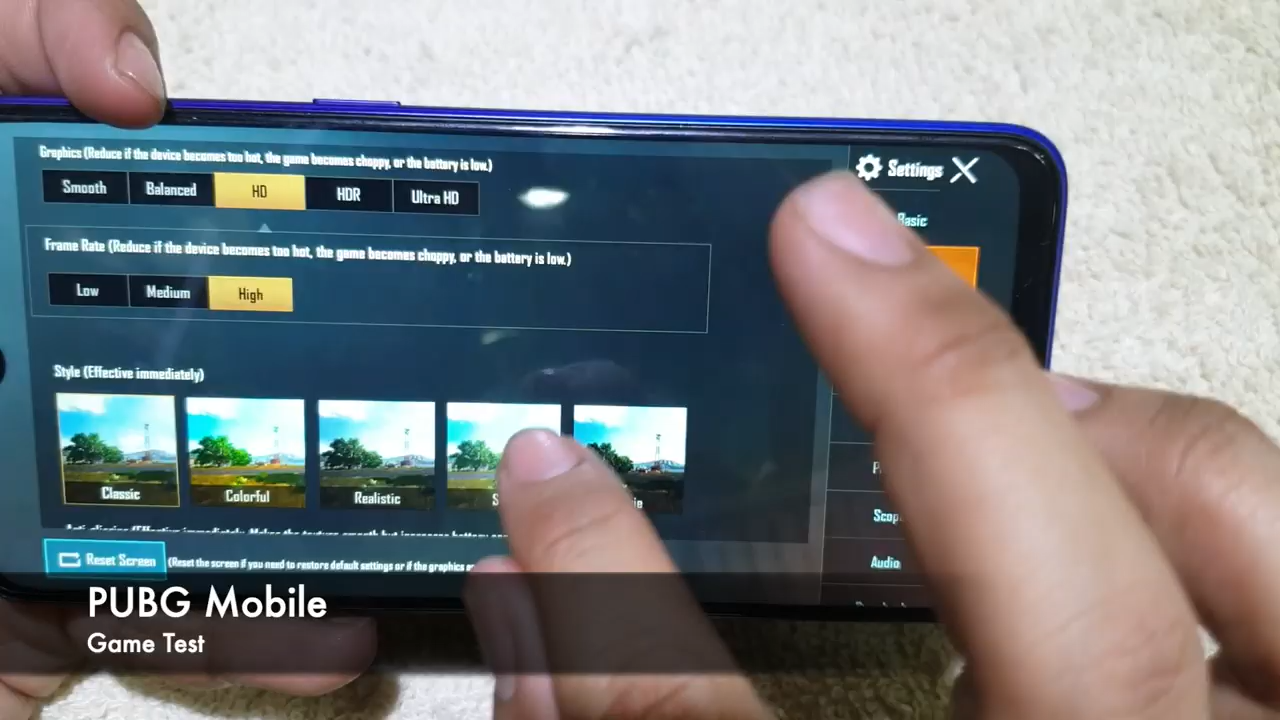 Graphics (Reduce if the device becomes too hot, the game becomes choppy, or the battery is low.)
Settings
Smooth
Balanced
HD
HDR
Ultra HD
Basic
Frame Rate (Reduce if the device becomes too hot, the game becomes choppy, or the battery is low.)
Low
Medium
High
Style (Effective immediately)
Classic
Colorful
Realistic
Audio
Reset Screen
(Reset the screen if you need to restore default settings or if the graphics
PUBG Mobile
Game Test